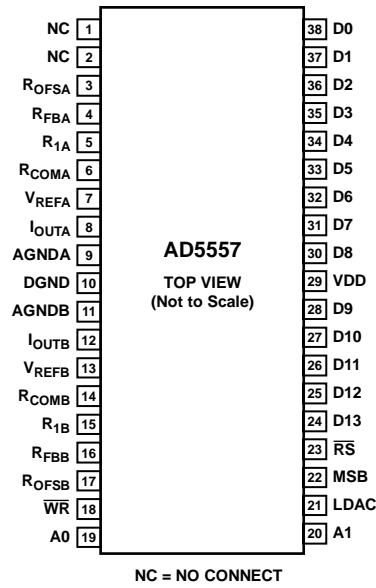 NC 1
NC 2
ROFSA 3
RFBA 4
R1A 5
RCOMA 6
VREFA 7
IOUTA 8
AGNDA 9
DGND 10
AGNDB 11
IOUTB 12
VREFB 13
RCOMB 14
R1B 15
RFBB 16
ROFSB 17
WR 18
A0 19
AD5557
TOP VIEW
(Not to Scale)
38 D0
37 D1
36 D2
35 D3
34 D4
33 D5
32 D6
31 D7
30 D8
29 VDD
28 D9
27 D10
26 D11
25 D12
24 D13
23 RS
22 MSB
21 LDAC
20 A1
NC = NO CONNECT